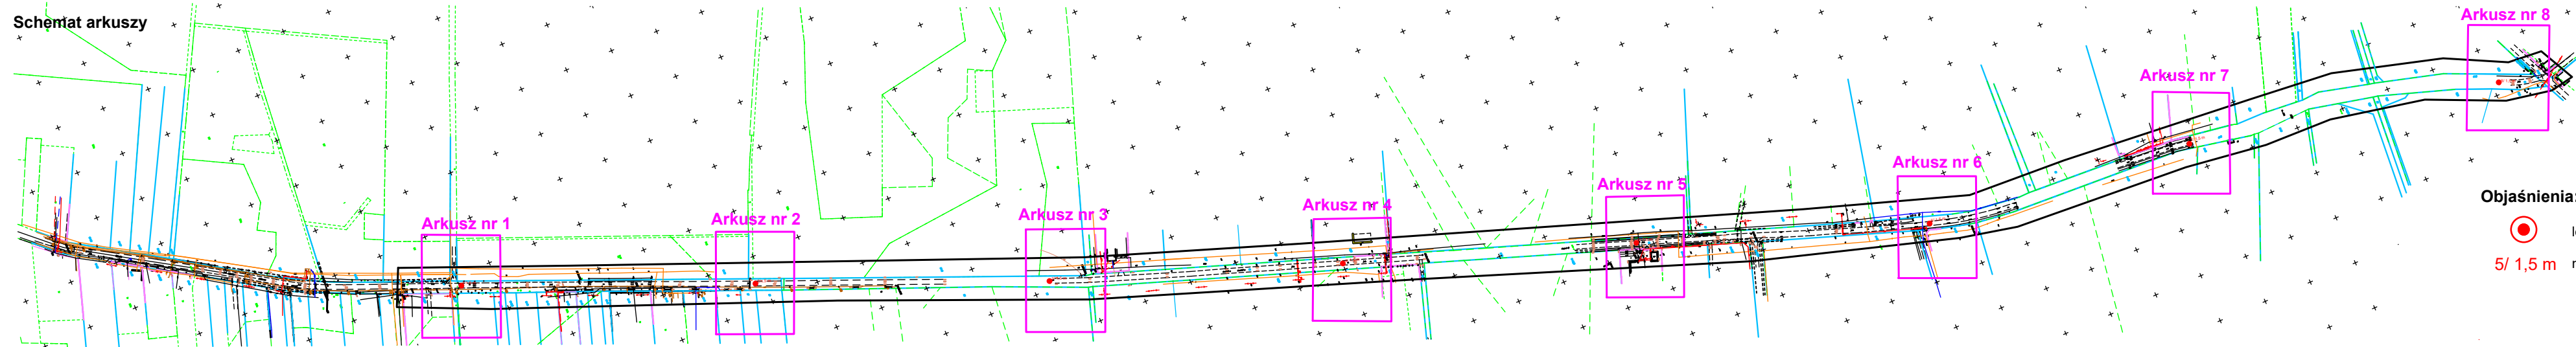 Schemat arkuszy
Arkusz nr 1
Arkusz nr 2
Arkusz nr 3
Arkusz nr 4
Arkusz nr 5
Arkusz nr 6
Arkusz nr 7
Arkusz nr 8
Objaśnienia:
5/ 1,5 m